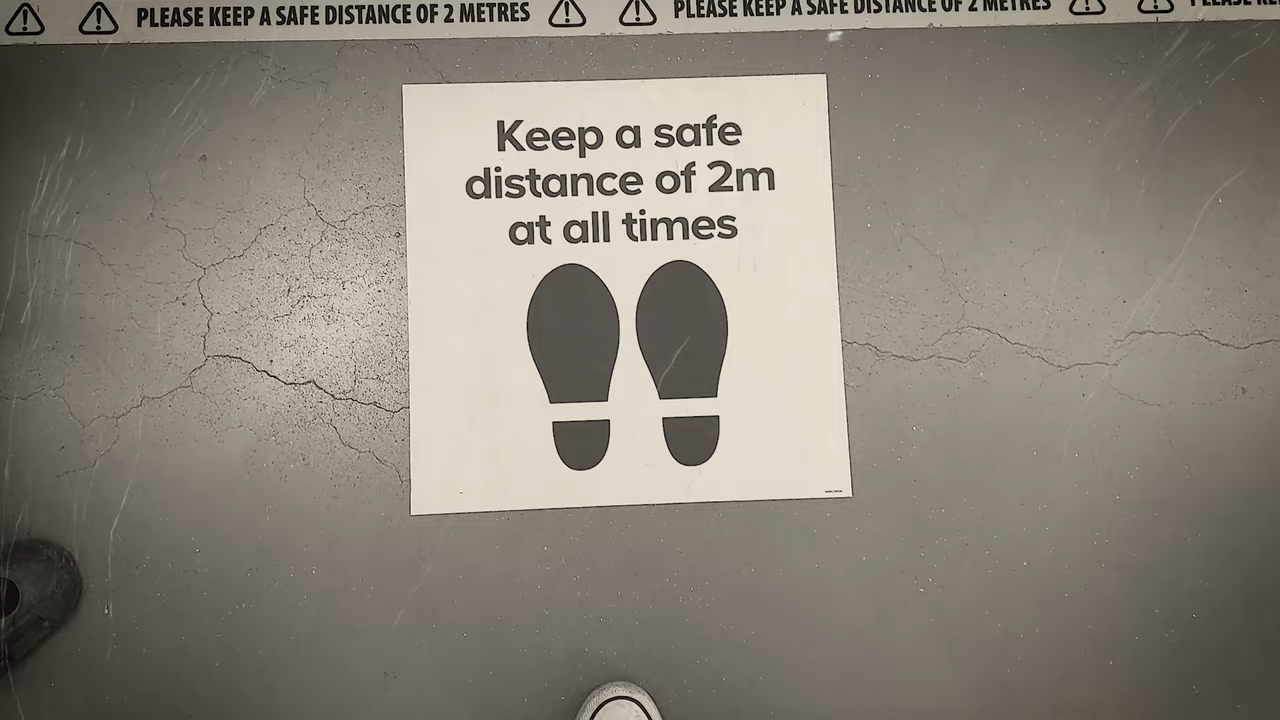 PLEASE KEEP A SAFE DISTANCE OF 2 METRES PLEASE KEEP A SAFE DISTANCE OF 2 METRES
Keep a safe
distance of 2m
at all times